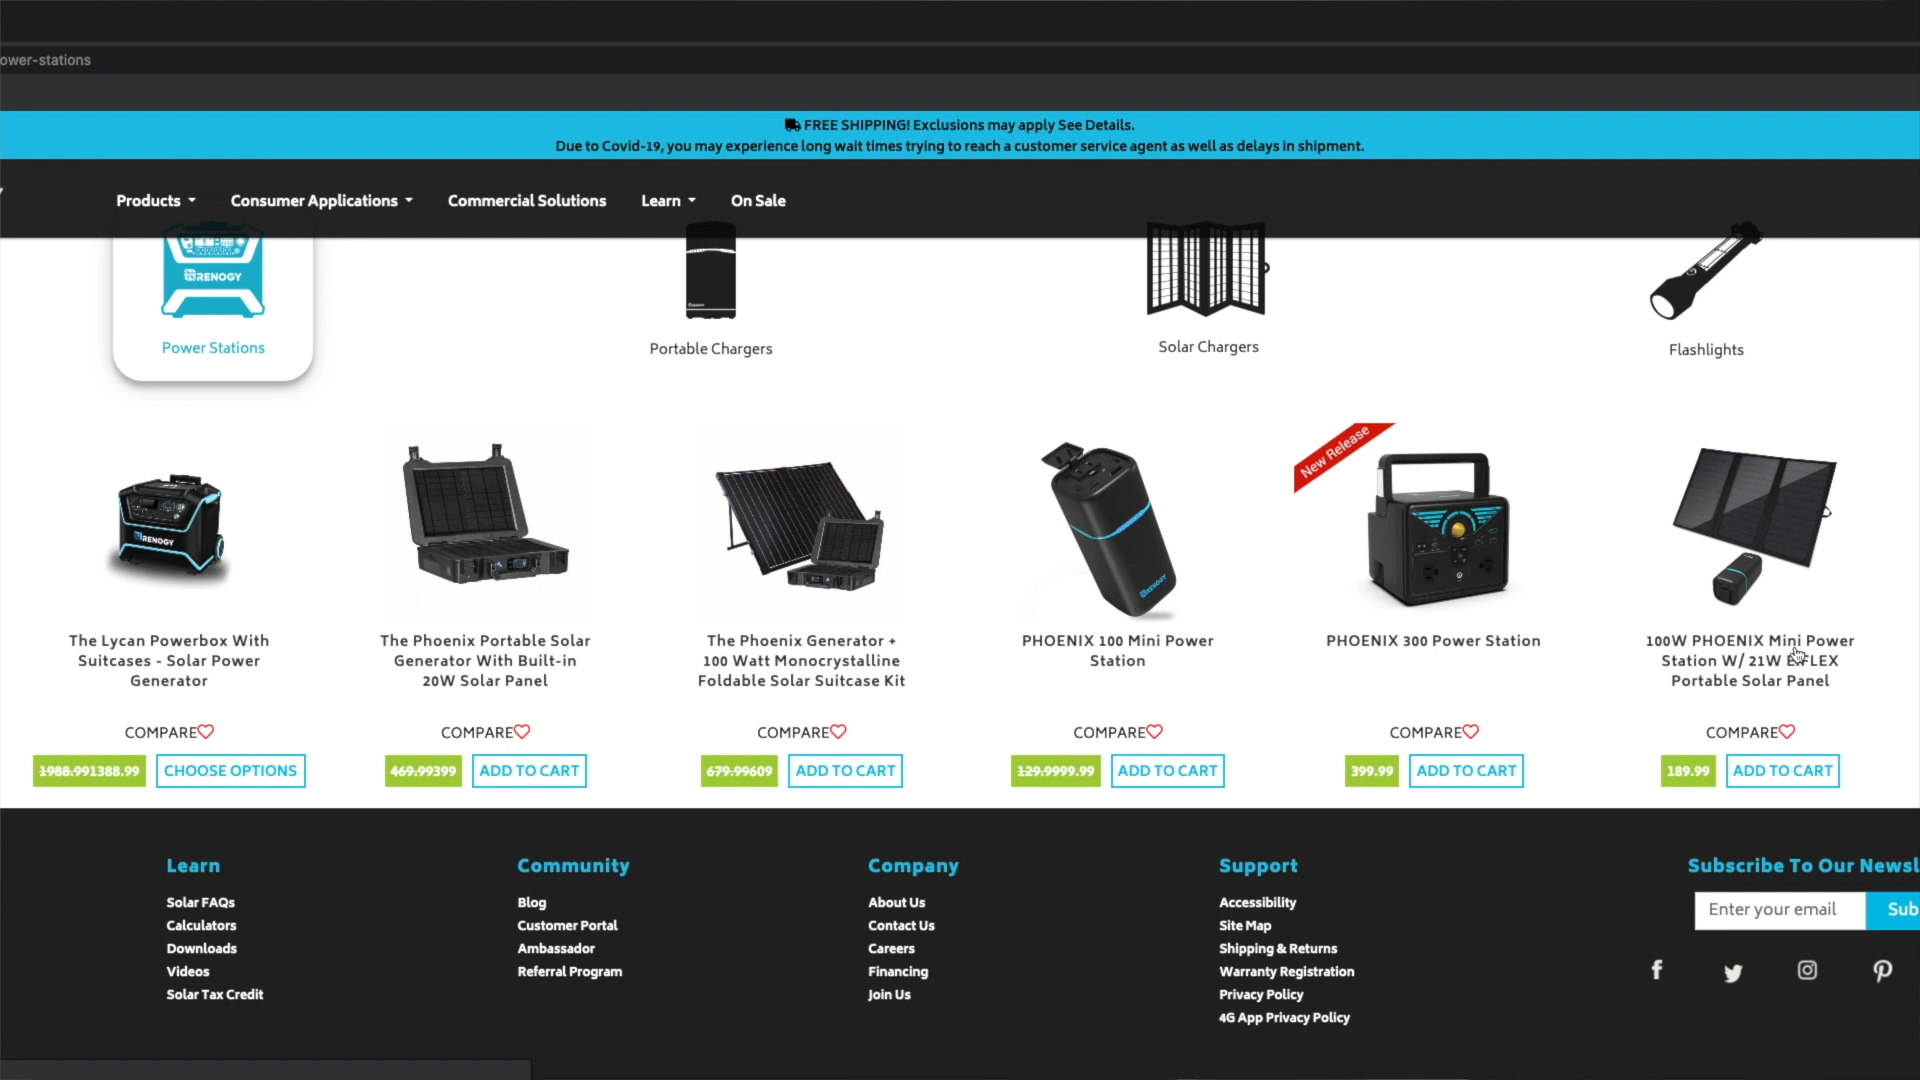 ower-stations
FREE SHIPPING! Exclusions may apply See Details.
Due to Covid-19, you may experience long wait times trying to reach a customer service agent as well as delays in shipment.
Products
Consumer Applications
Commercial Solutions
Learn
On Sale
RENOGY
Power Stations
Portable Chargers
Solar Chargers
Flashlights
New Release
RENOGY
RENOGY
The Lycan Powerbox With
Suitcases - Solar Power
Generator
COMPARE
1988.991388.99
CHOOSE OPTIONS
The Phoenix Portable Solar
Generator With Built-in
20W Solar Panel
COMPARE
469.99399
ADD TO CART
The Phoenix Generator +
100 Watt Monocrystalline
Foldable Solar Suitcase Kit
COMPARE
679.99609
ADD TO CART
PHOENIX 100 Mini Power
Station
COMPARE
129.9999.99
ADD TO CART
PHOENIX 300 Power Station
COMPARE
399.99
ADD TO CART
100W PHOENIX Mini Power
Station W/ 21W E.FLEX
Portable Solar Panel
COMPARE
189.99
ADD TO CART
Learn
Solar FAQs
Calculators
Downloads
Videos
Solar Tax Credit
Community
Blog
Customer Portal
Ambassador
Referral Program
Company
About Us
Contact Us
Careers
Financing
Join Us
Support
Accessibility
Site Map
Shipping & Returns
Warranty Registration
Privacy Policy
4G App Privacy Policy
Subscribe To Our Newsl
Enter your email
Sub